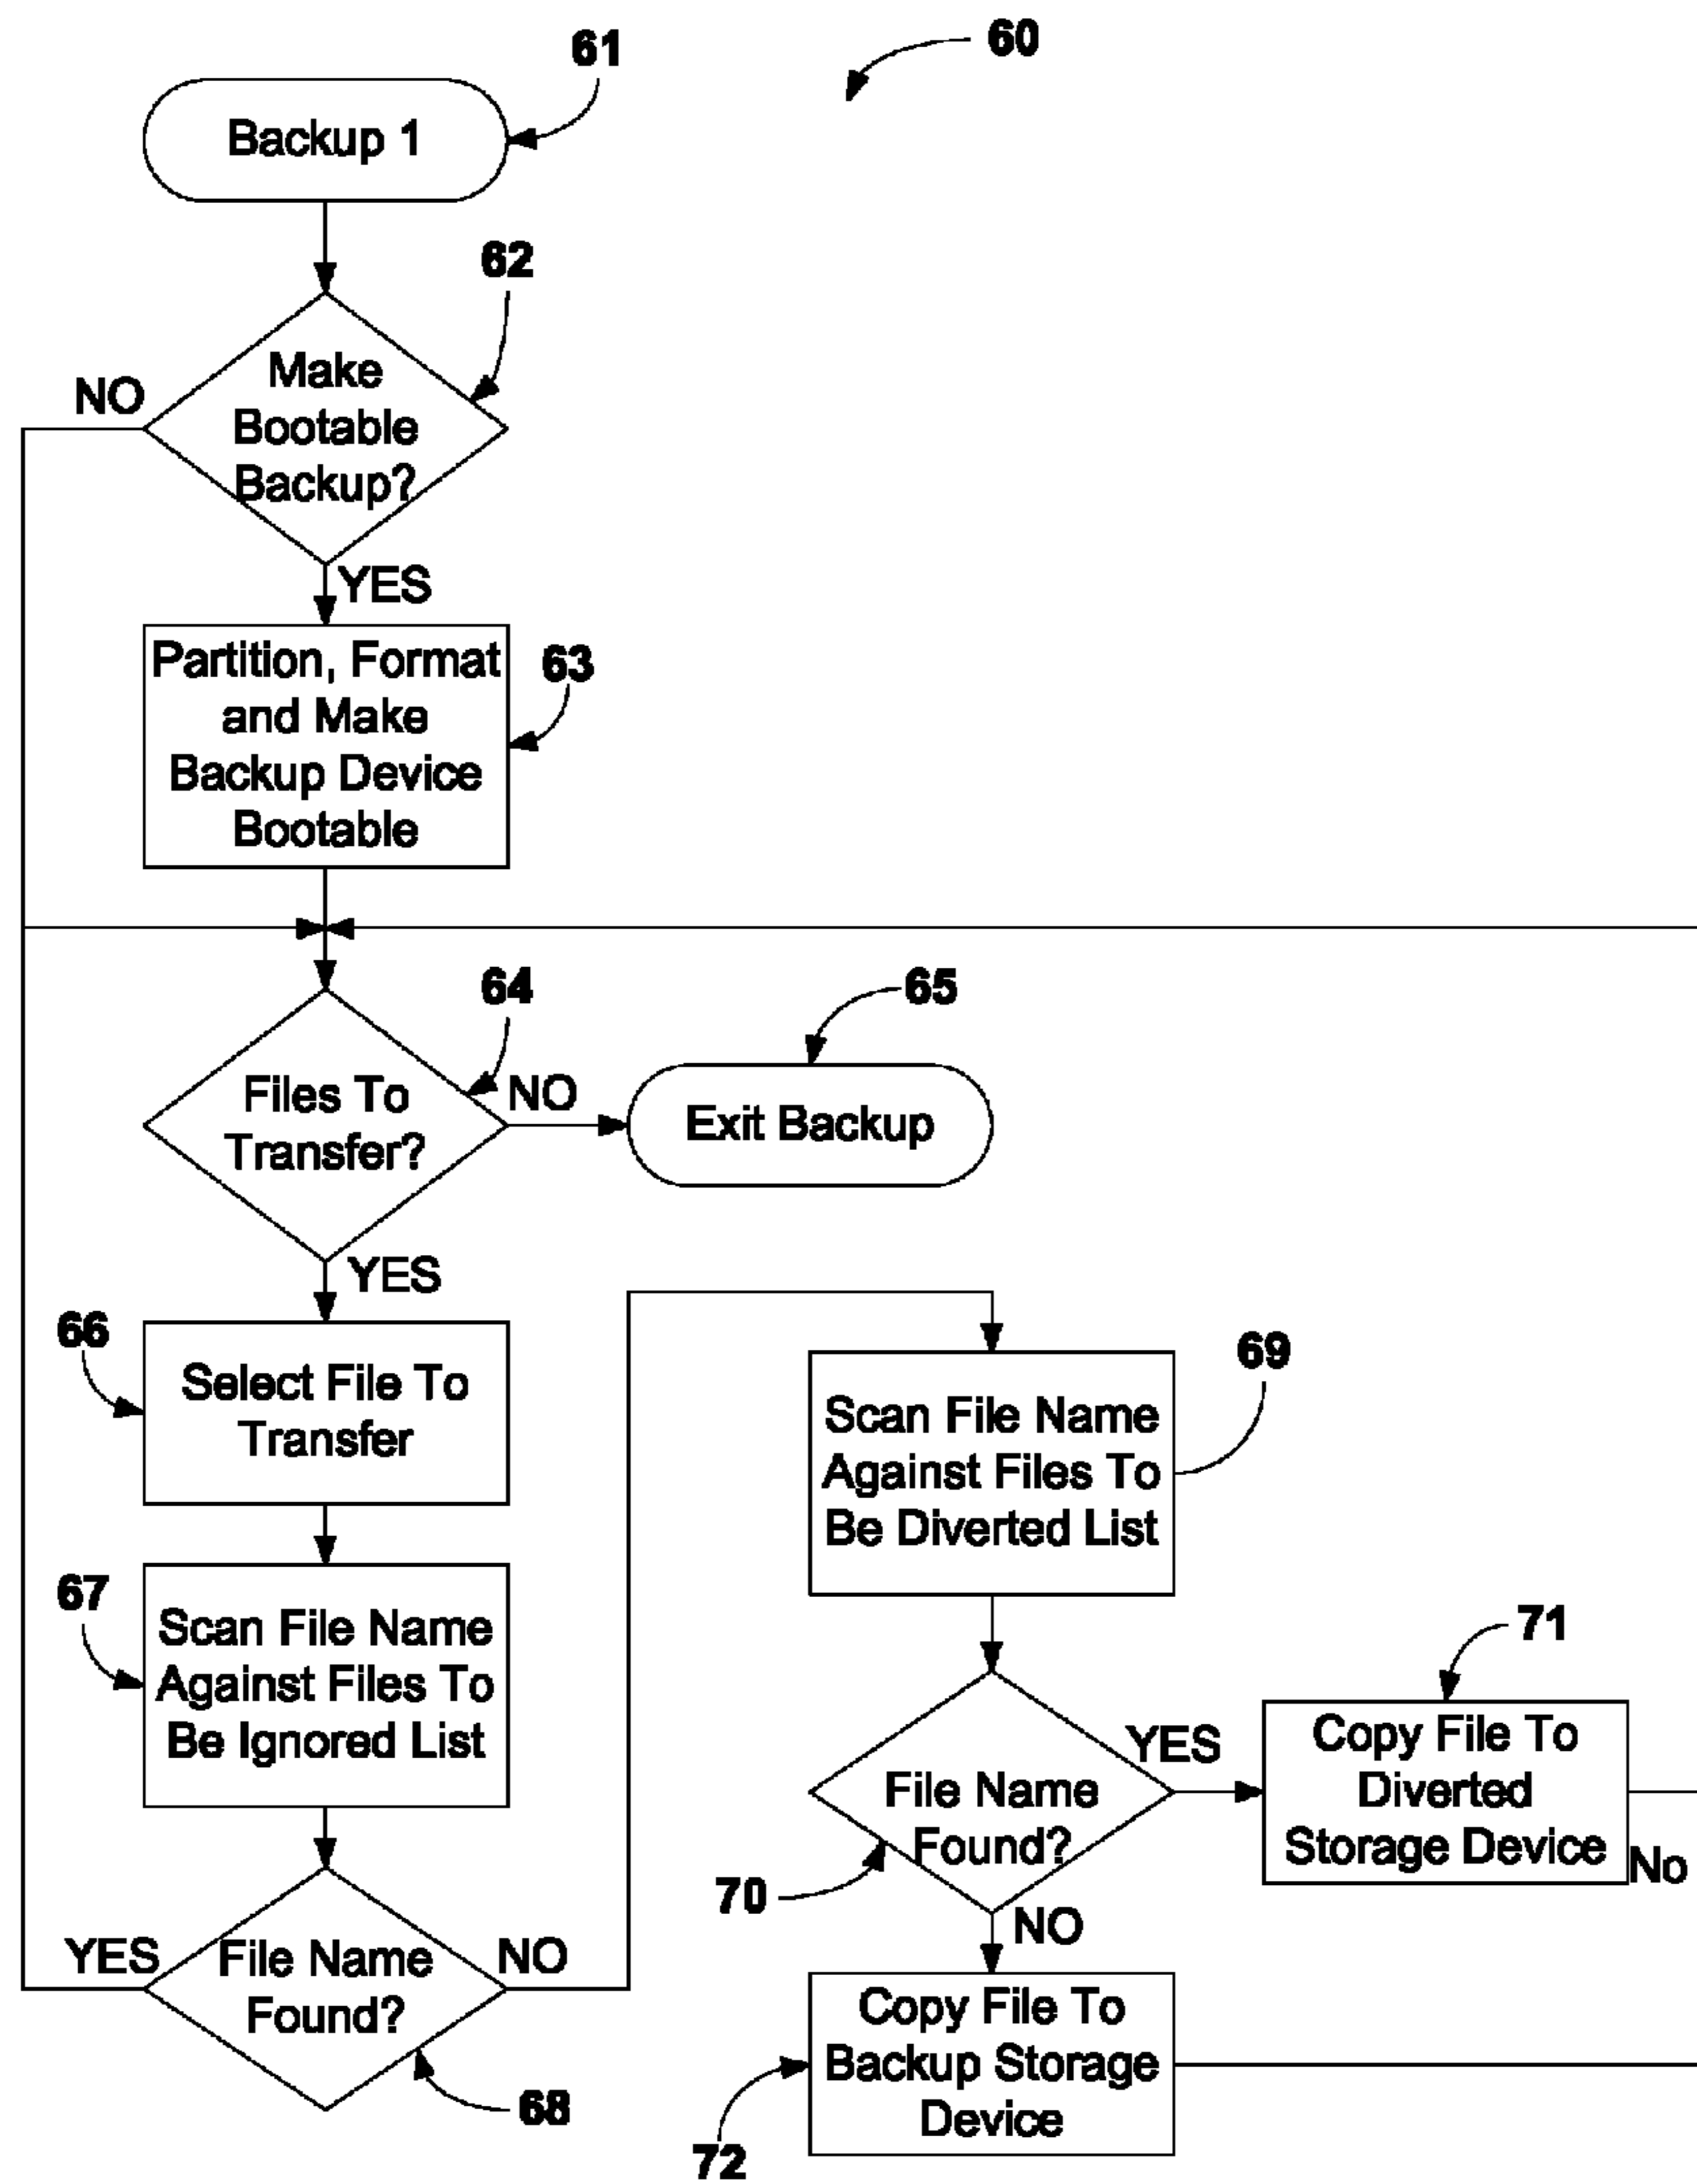 60
61
Backup 1
62
Make
Bootable
Backup?
NO
YES
Partition, Format
and Make
Backup Device
Bootable
63
64
Files To
Transfer?
NO
65
Exit Backup
YES
66
Select File To
Transfer
67
Scan File Name
Against Files To
Be Ignored List
YES
File Name
Found?
NO
68
69
Scan File Name
Against Files To
Be Diverted List
File Name
Found?
70
YES
71
Copy File To
Diverted
Storage Device
No
NO
Copy File To
Backup Storage
Device
72